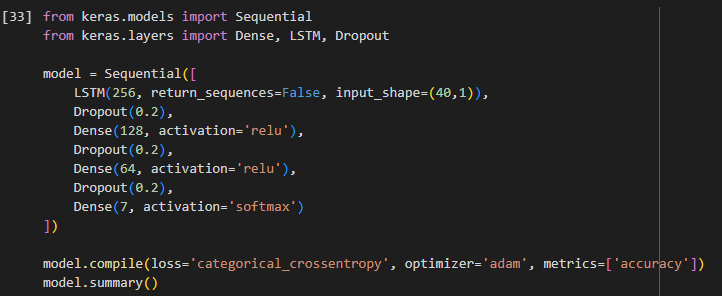 [33] from keras.models import Sequential
from keras.layers import Dense, LSTM, Dropout
model = Sequential([
LSTM(256, return_sequences=False, input_shape=(40,1)),
Dropout(0.2),
Dense(128, activation='relu'),
Dropout(0.2),
Dense(64, activation='relu'),
Dropout(0.2),
Dense(7, activation='softmax')
])
model.compile(loss='categorical_crossentropy', optimizer='adam', metrics=['accuracy'])
model.summary()